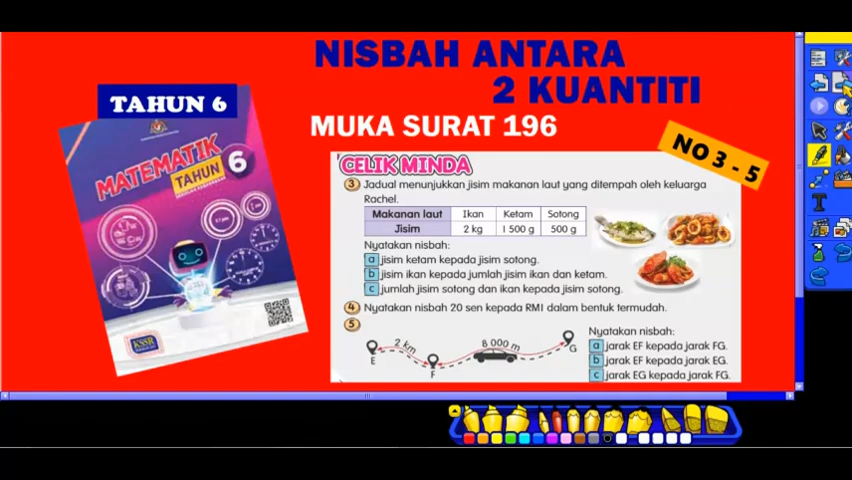 NISBAH ANTARA
2 KUANTITI
TAHUN 6
MUKA SURAT 196
NO 3 - 5
MATEMATIK
TAHUN 6
KSSR
CELIK MINDA
3 Jadual menunjukkan jisim makanan laut yang ditempah oleh keluarga
Rachel.
Makanan laut Ikan Ketam Sotong
Jisim 2 kg 1 500 g 500 g
Nyatakan nisbah:
a jisim ketam kepada jisim sotong.
b jisim ikan kepada jumlah jisim ikan dan ketam.
c jumlah jisim sotong dan ikan kepada jisim sotong.
4 Nyatakan nisbah 20 sen kepada RM1 dalam bentuk termudah.
5
E 2 km F 8 000 m G
Nyatakan nisbah:
a jarak EF kepada jarak FG.
b jarak EF kepada jarak EG.
c jarak EG kepada jarak FG.